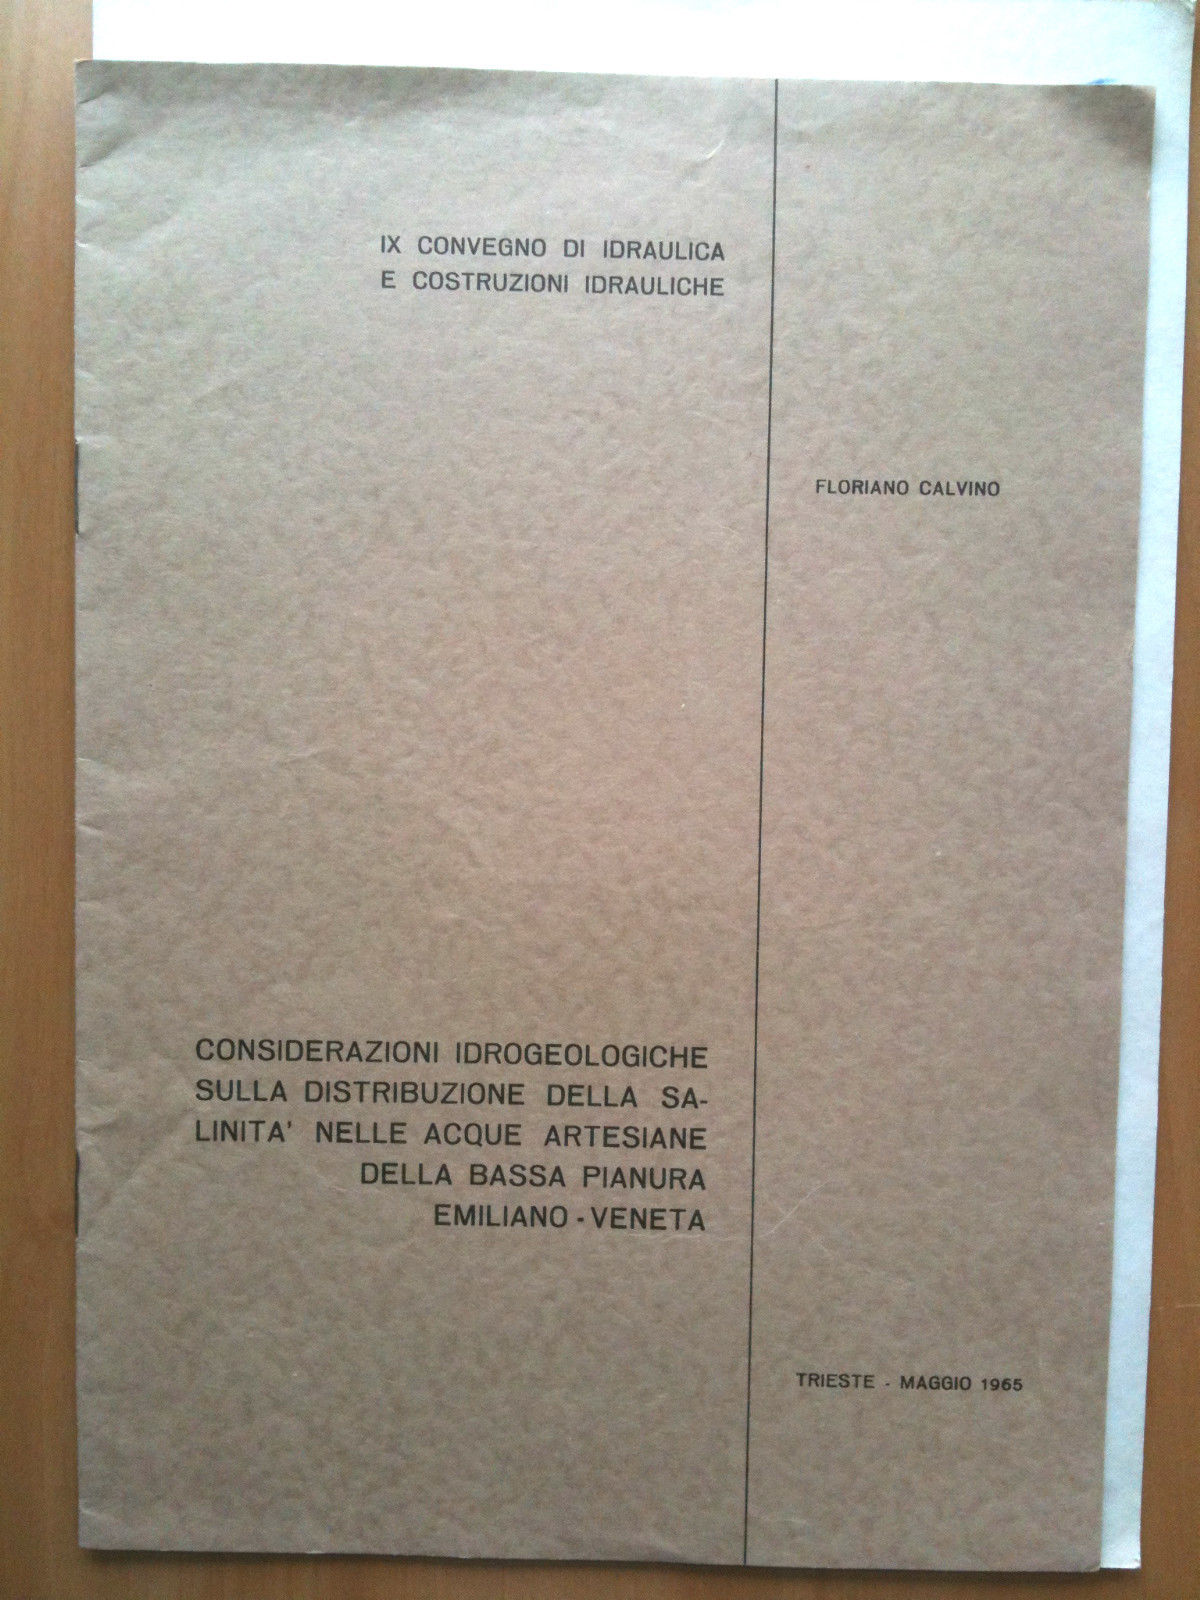 IX CONVEGNO DI IDRAULICA
E COSTRUZIONI IDRAULICHE
FLORIANO CALVINO
CONSIDERAZIONI IDROGEOLOGICHE
SULLA DISTRIBUZIONE DELLA SA-
LINITA' NELLE ACQUE ARTESIANE
DELLA BASSA PIANURA
EMILIANO - VENETA
TRIESTE - MAGGIO 1965